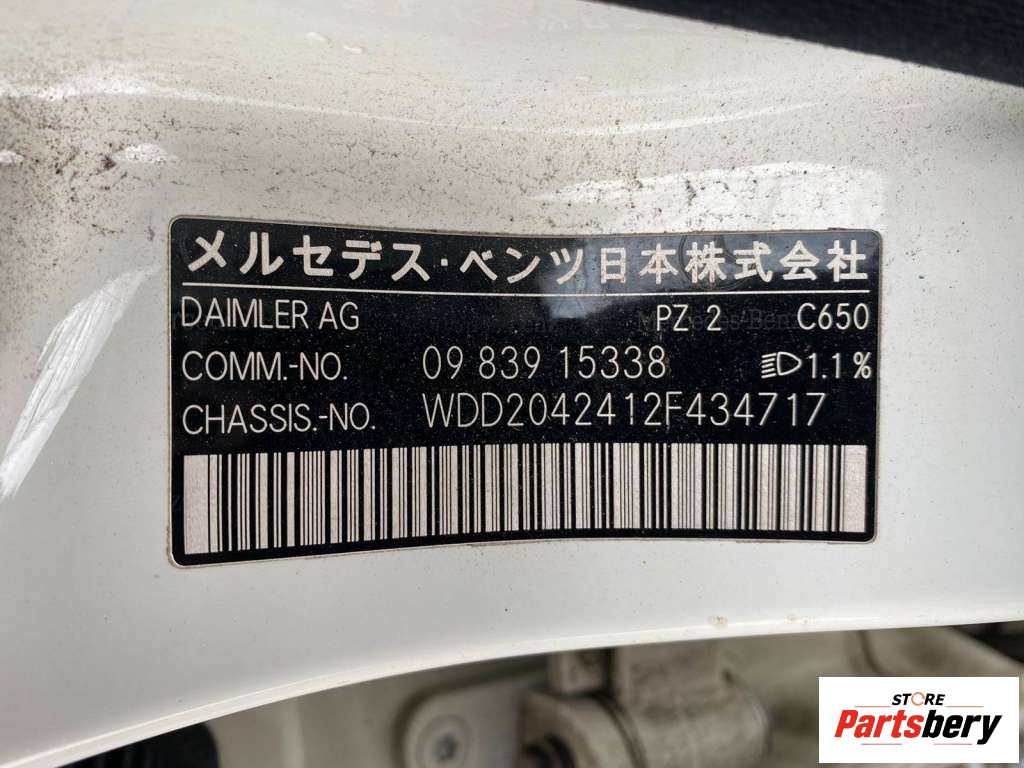 メルセデス・ベンツ日本株式会社
DAIMLER AG PZ 2 C650
COMM.-NO. 09 839 15338 1.1%
CHASSIS.-NO. WDD2042412F434717
STORE
Partsbery